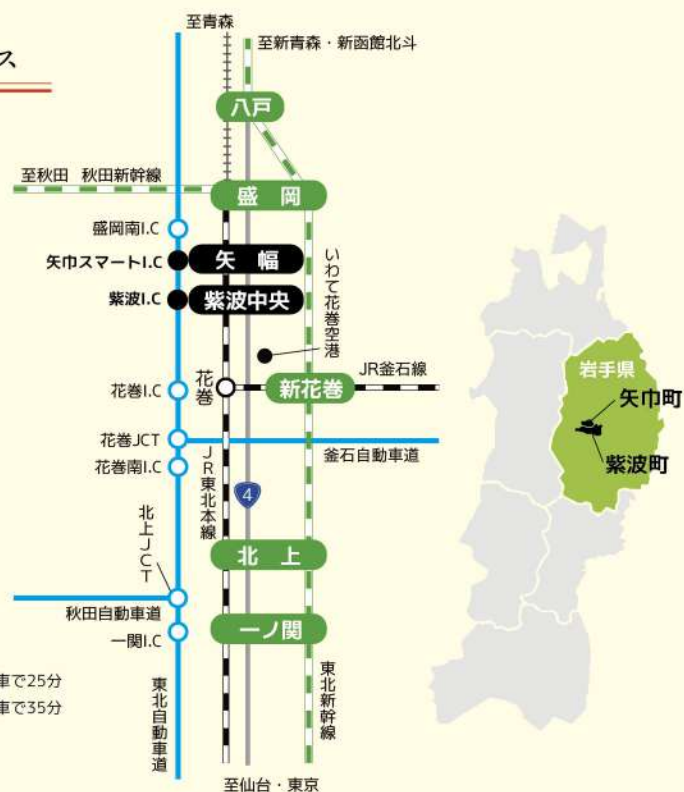 ス
至青森
至新青森・新函館北斗
八戸
至秋田 秋田新幹線
盛岡
盛岡南I.C
矢巾スマートI.C
矢幅
紫波I.C
紫波中央
いわて花巻空港
花巻I.C
花巻
新花巻
JR釜石線
花巻JCT
釜石自動車道
花巻南I.C
JR東北本線
4
北上JCT
北上
秋田自動車道
一関I.C
一ノ関
車で25分
車で35分
東北自動車道
東北新幹線
至仙台・東京
岩手県
矢巾町
紫波町